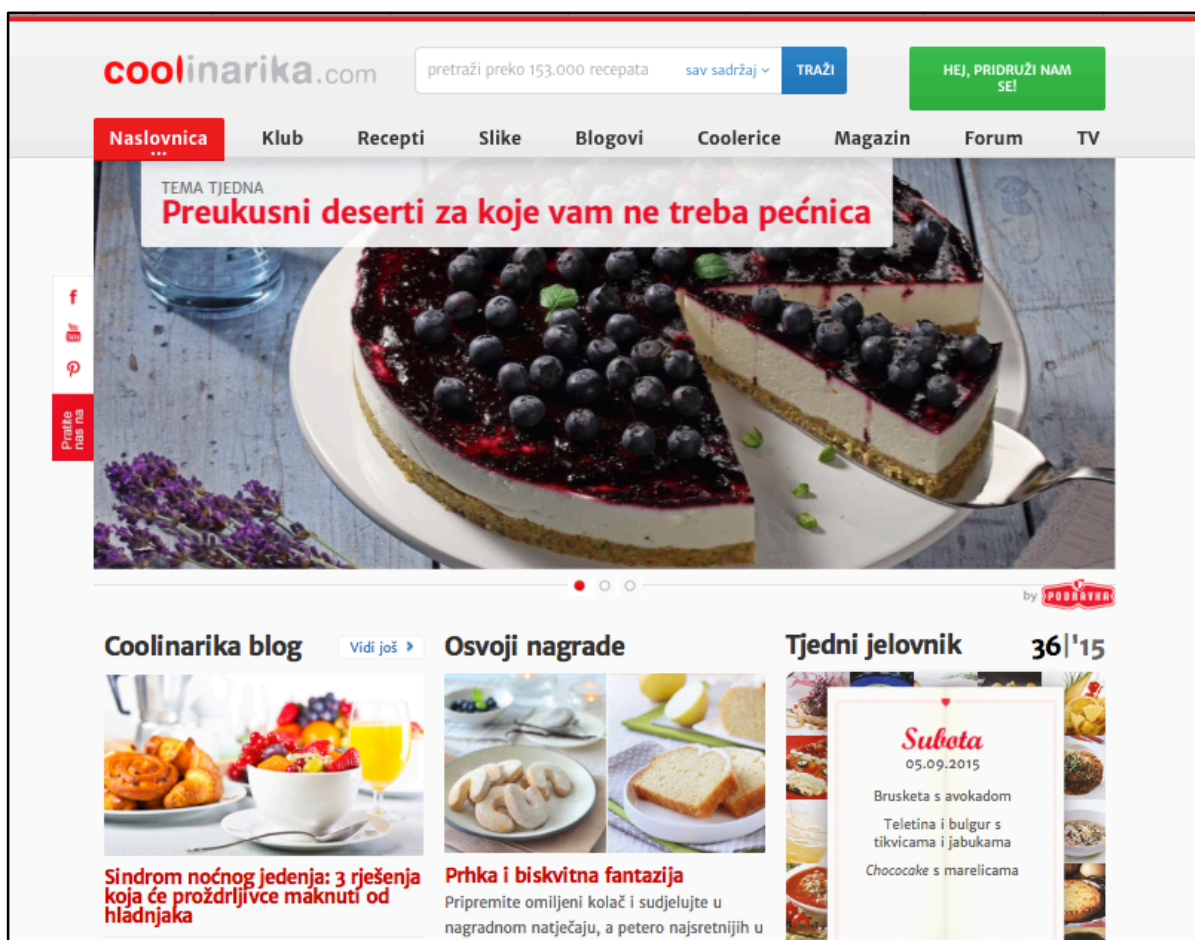 coolinarika.com
pretraži preko 153.000 recepata sav sadržaj TRAŽI
HEJ, PRIDRUŽI NAM
SE!
Naslovnica Klub Recepti Slike Blogovi Coolerice Magazin Forum TV
TEMA TJEDNA
Preukusni deserti za koje vam ne treba pećnica
f
You
Tube
Pratite
nas na
by PODRAVKA
Coolinarika blog Vidi još
Sindrom noćnog jedenja: 3 rješenja
koja će proždrljivce maknuti od
hladnjaka
Osvoji nagrade
Prhka i biskvitna fantazija
Pripremite omiljeni kolač i sudjelujte u
nagradnom natječaju, a petero najsretnijih u
Tjedni jelovnik 36|'15
Subota
05.09.2015
Brusketa s avokadom
Teletina i bulgur s
tikvicama i jabukama
Chococake s marelicama